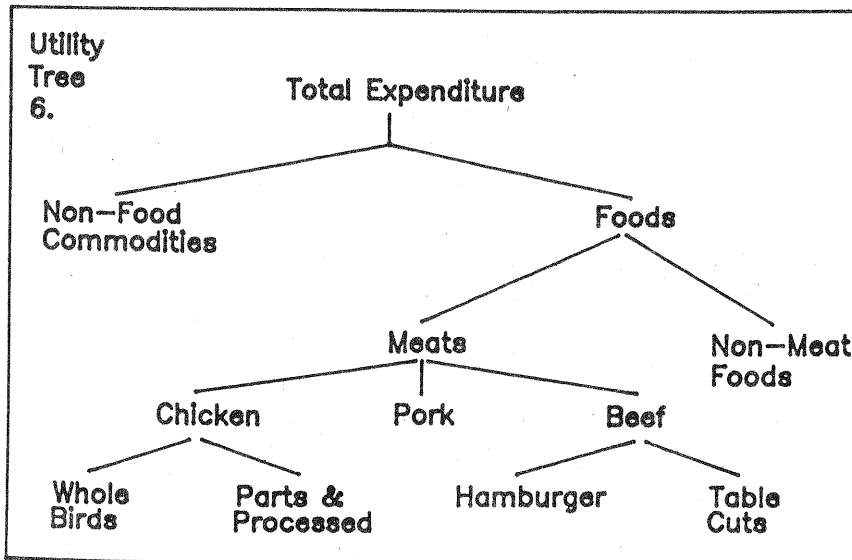 Utility
Tree
6.
Total Expenditure
Non-Food
Commodities
Foods
Meats
Non-Meat
Foods
Chicken
Pork
Beef
Whole
Birds
Parts &
Processed
Hamburger
Table
Cuts